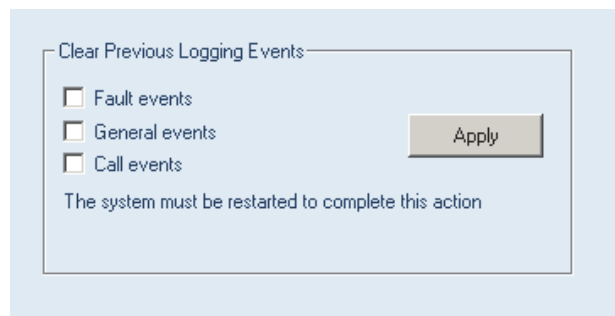 Clear Previous Logging Events
Fault events
General events
Apply
Call events
The system must be restarted to complete this action